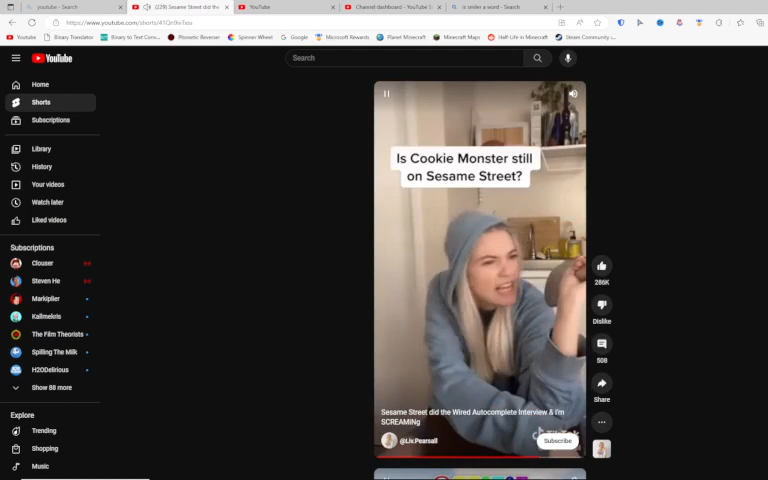 youtube - Search
(229) Sesame Street did the
YouTube
Channel dashboard - YouTube S
is sinder a word - Search
https://www.youtube.com/shorts/41Qn9ivIxxs
Youtube
Binary Translator
Binary to Text Conv...
Phonetic Reverser
Spinner Wheel
Google
Microsoft Rewards
Planet Minecraft
Minecraft Maps
Half-Life in Minecraft
Steam Community :...
YouTube
Search
Home
Shorts
Subscriptions
Library
History
Your videos
Watch later
Liked videos
Subscriptions
Clouser
Steven He
Markiplier
Kallmekris
The Film Theorists
Spilling The Milk
H2ODelirious
Show 88 more
Explore
Trending
Shopping
Music
Is Cookie Monster still
on Sesame Street?
286K
Dislike
508
Share
Sesame Street did the Wired Autocomplete Interview & I'm
SCREAMINg
@Liv.Pearsall
Subscribe